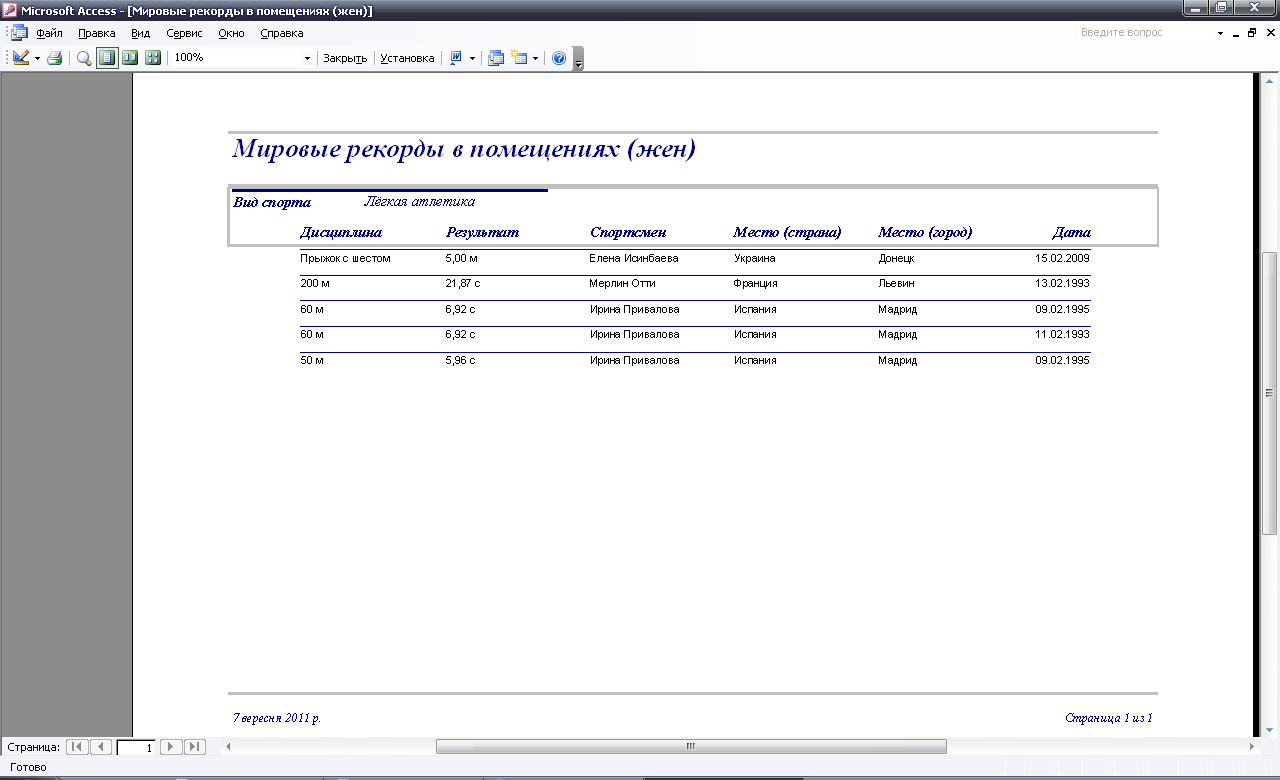 Microsoft Access - [Мировые рекорды в помещениях (жен)]
Файл Правка Вид Сервис Окно Справка Введите вопрос
100% Закрыть Установка
Мировые рекорды в помещениях (жен)
Вид спорта Лёгкая атлетика
Дисциплина Результат Спортсмен Место (страна) Место (город) Дата
Прыжок с шестом 5,00 м Елена Исинбаева Украина Донецк 15.02.2009
200 м 21,87 с Мерлин Отти Франция Льевин 13.02.1993
60 м 6,92 с Ирина Привалова Испания Мадрид 09.02.1995
60 м 6,92 с Ирина Привалова Испания Мадрид 11.02.1993
50 м 5,96 с Ирина Привалова Испания Мадрид 09.02.1995
7 вересня 2011 р. Страница 1 из 1
Страница: 1
Готово